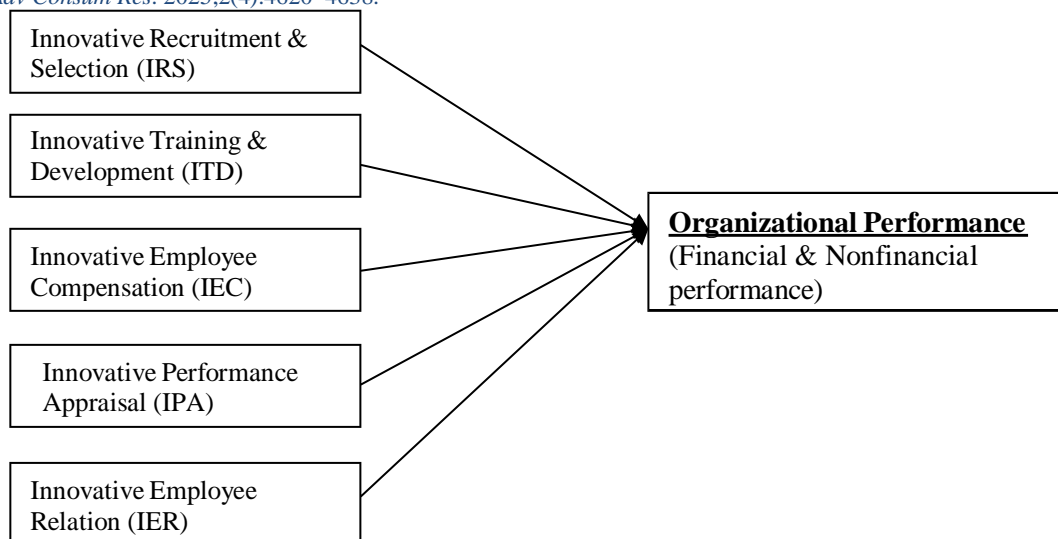 Innovative Recruitment &
Selection (IRS)
Innovative Training &
Development (ITD)
Innovative Employee
Compensation (IEC)
Innovative Performance
Appraisal (IPA)
Innovative Employee
Relation (IER)
Organizational Performance
(Financial & Nonfinancial
performance)